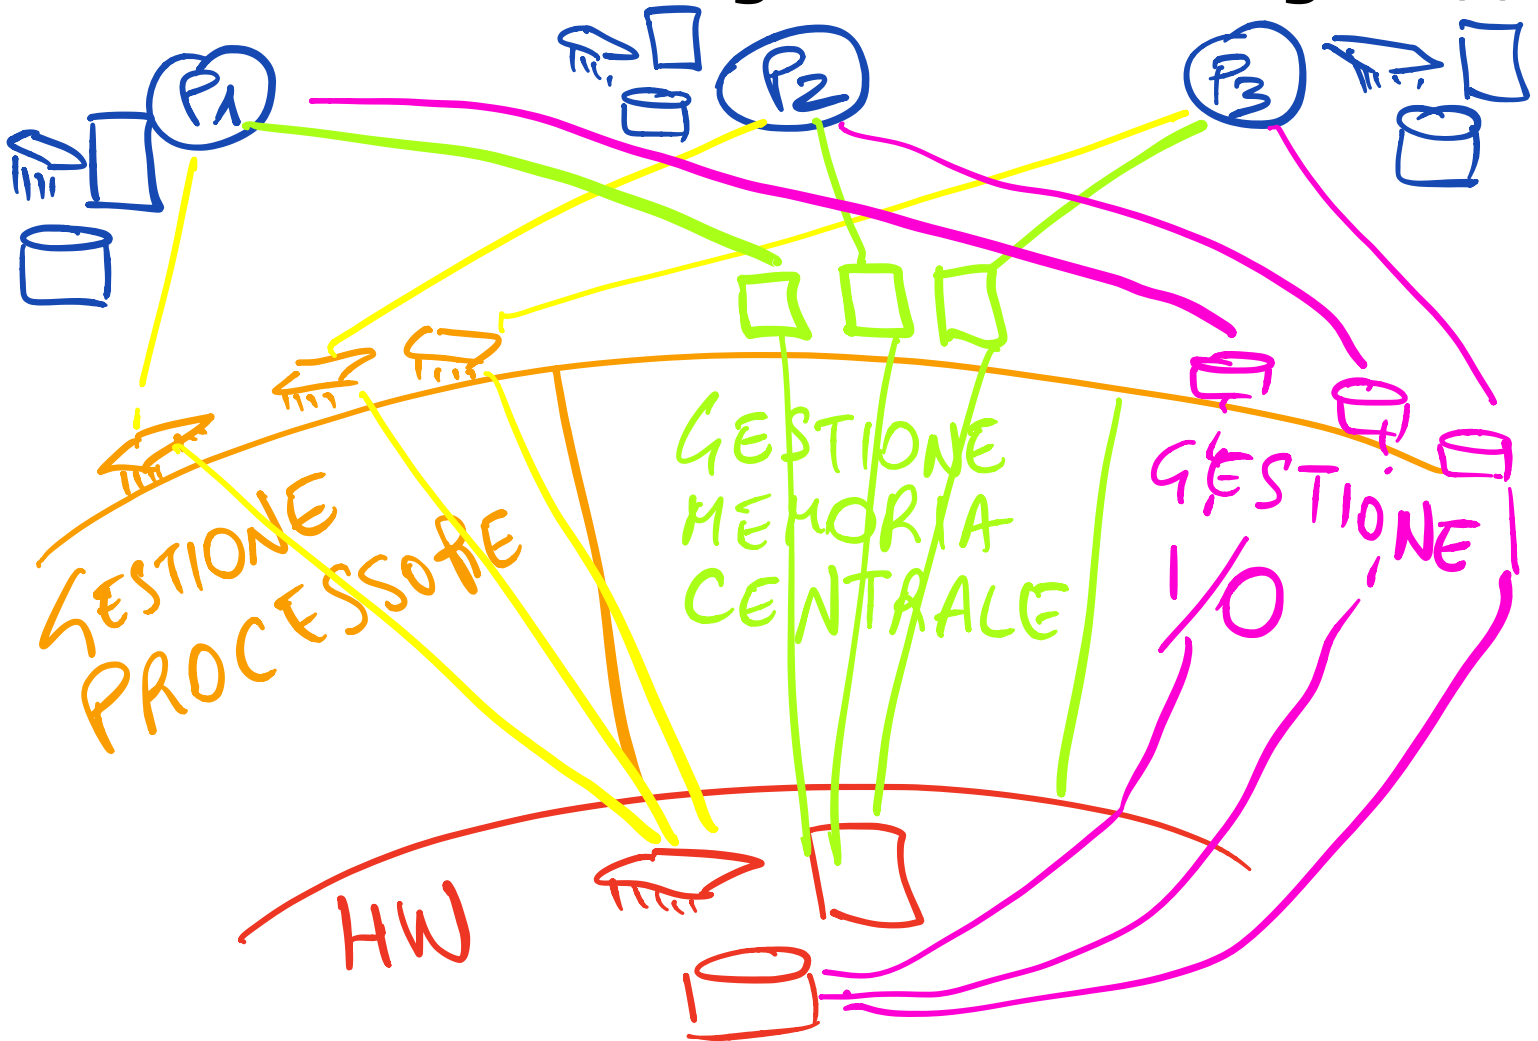 P1
P2
P3
GESTIONE
PROCESSORE
GESTIONE
MEMORIA
CENTRALE
GESTIONE
I/O
HW